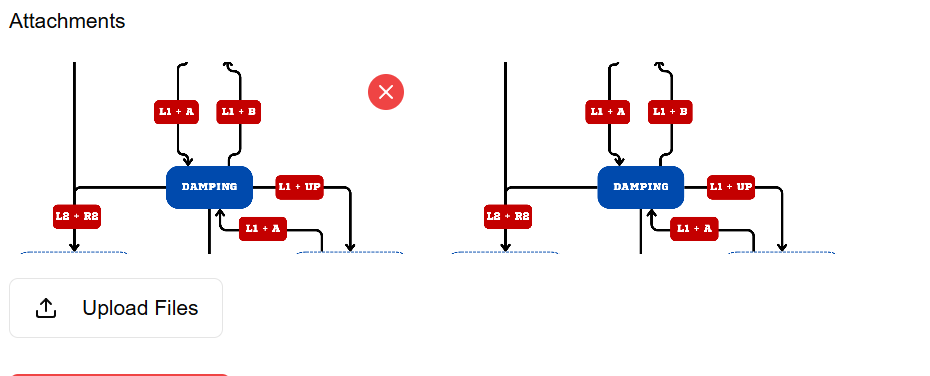 Attachments
L1 + A L1 + B L1 + A L1 + B
DAMPING L1 + UP DAMPING L1 + UP
L2 + R2 L1 + A L2 + R2 L1 + A
Upload Files